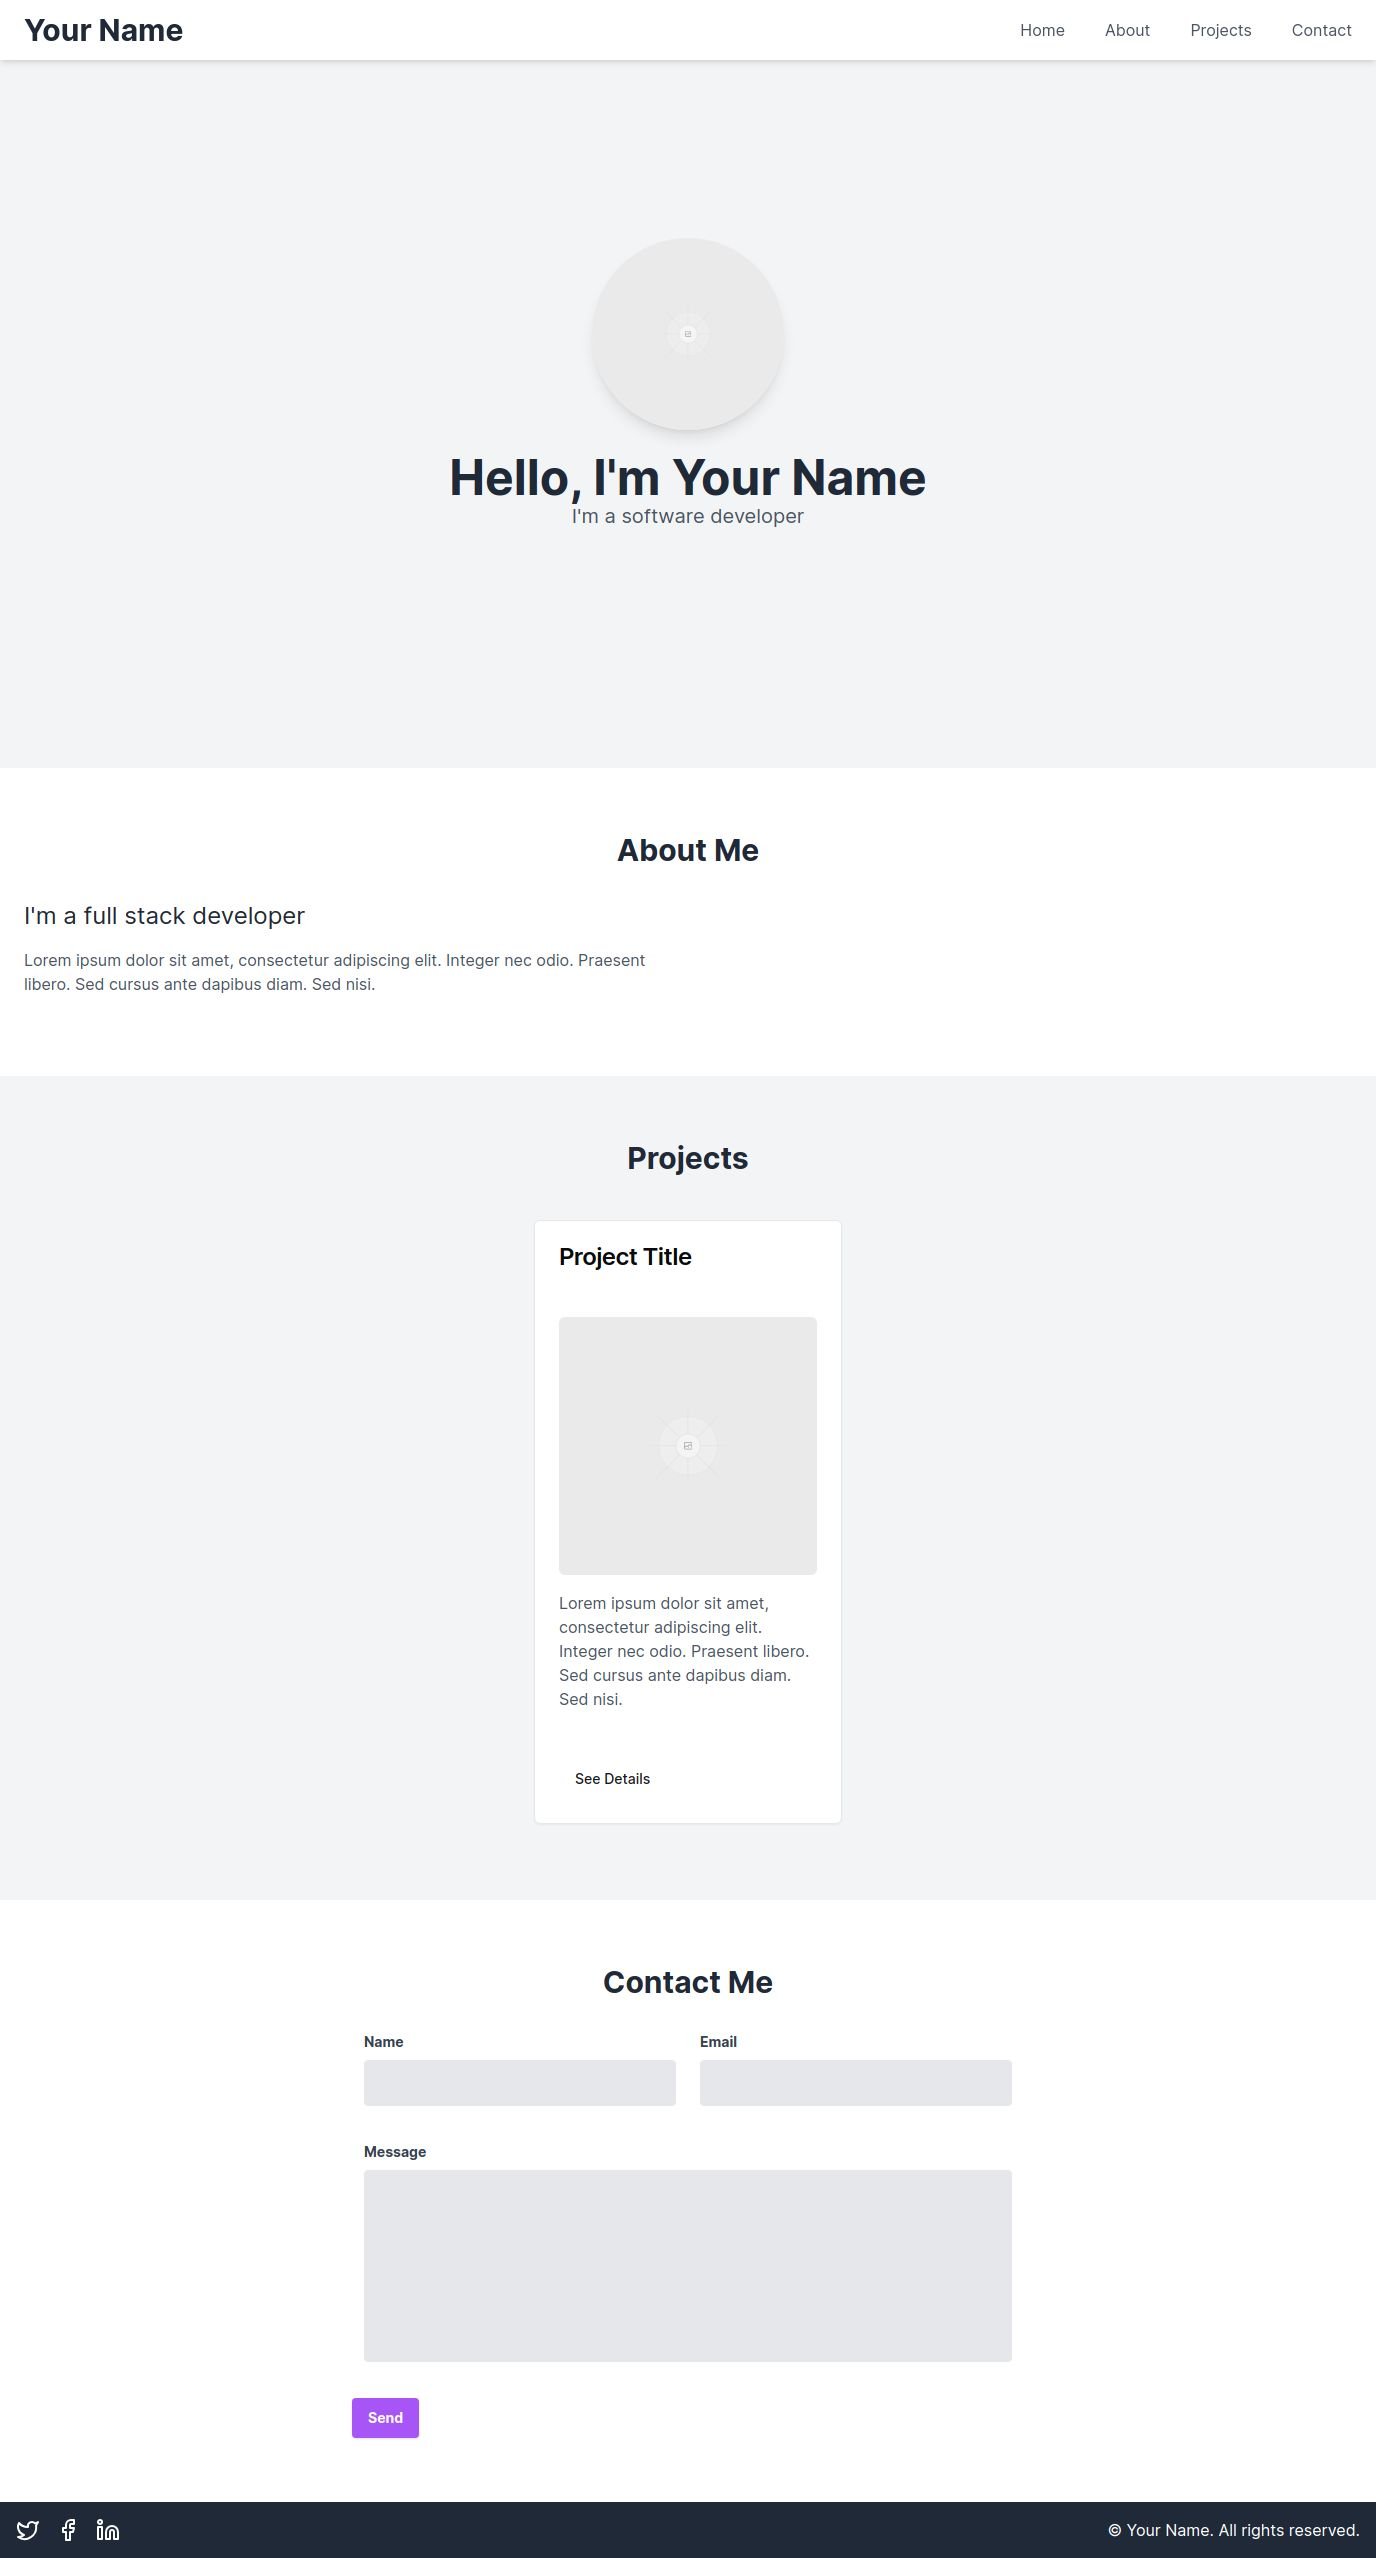 Your Name
Home
About
Projects
Contact
Hello, I'm Your Name
I'm a software developer
About Me
I'm a full stack developer
Lorem ipsum dolor sit amet, consectetur adipiscing elit. Integer nec odio. Praesent
libero. Sed cursus ante dapibus diam. Sed nisi.
Projects
Project Title
Lorem ipsum dolor sit amet,
consectetur adipiscing elit.
Integer nec odio. Praesent libero.
Sed cursus ante dapibus diam.
Sed nisi.
See Details
Contact Me
Name
Email
Message
Send
© Your Name. All rights reserved.